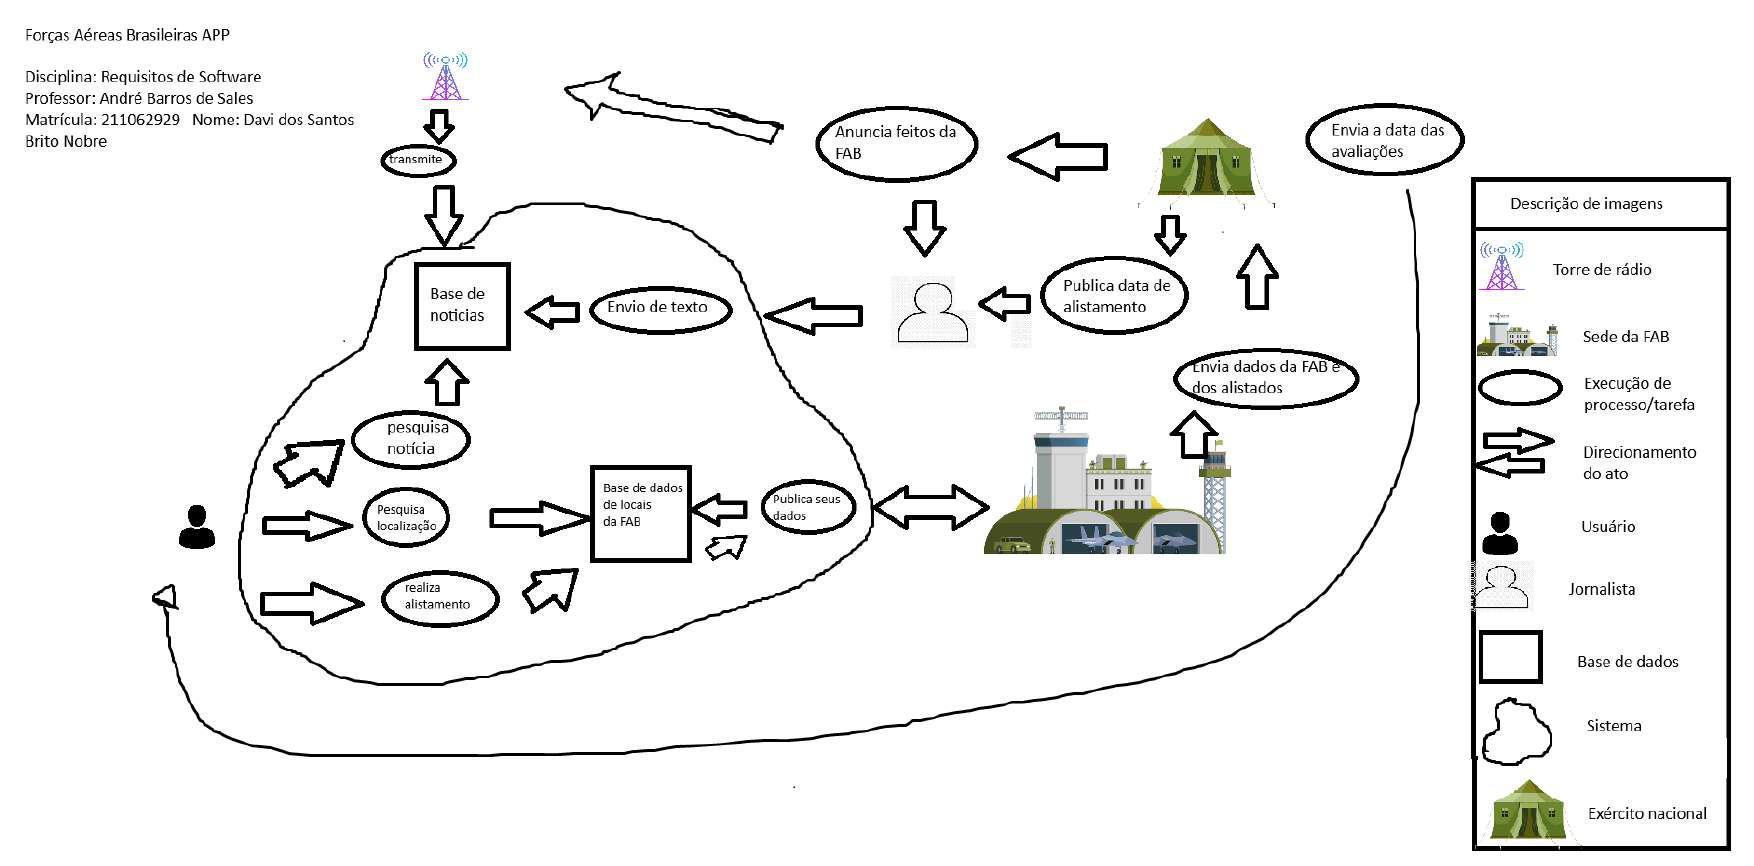 Forças Aéreas Brasileiras APP
Disciplina: Requisitos de Software
Professor: André Barros de Sales
Matrícula: 211062929   Nome: Davi dos Santos
Brito Nobre
transmite
Anuncia feitos da
FAB
Envia a data das
avaliações
Base de
noticias
Envio de texto
Publica data de
alistamento
Envia dados da FAB e
dos alistados
pesquisa
notícia
Pesquisa
localização
realiza
alistamento
Base de dados
de locais
da FAB
Publica seus
dados
Descrição de imagens
Torre de rádio
Sede da FAB
Execução de
processo/tarefa
Direcionamento
do ato
Usuário
Jornalista
Base de dados
Sistema
Exército nacional